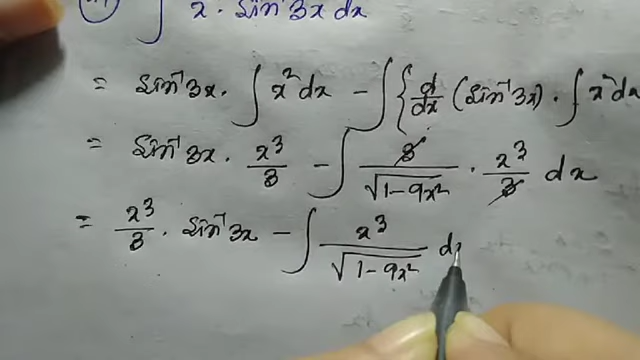 ∫ x · sin⁻¹3x dx
= sin⁻¹3x · ∫ x² dx − ∫ { d/dx (sin⁻¹3x) · ∫ x² dx
= sin⁻¹3x · x³/3 − ∫ 3/√(1−9x²) · x³/3 dx
= x³/3 · sin⁻¹3x − ∫ x³/√(1−9x²) dx